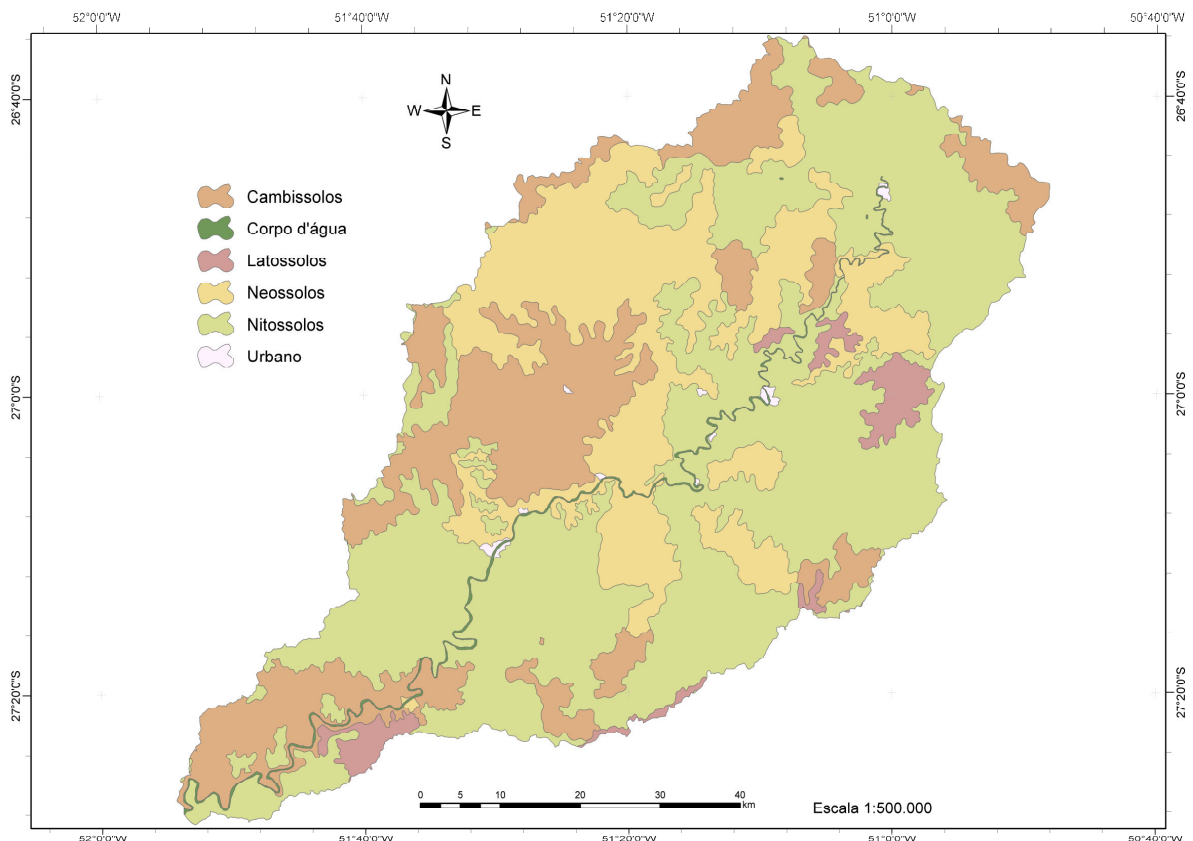 52°0'0"W 51°40'0"W 51°20'0"W 51°0'0"W 50°40'0"W
26°40'0"S 26°40'0"S
N
W E
S
Cambissolos
Corpo d'água
Latossolos
Neossolos
Nitossolos
Urbano
27°0'0"S 27°0'0"S
27°20'0"S 27°20'0"S
0 5 10 20 30 40
km
Escala 1:500.000
52°0'0"W 51°40'0"W 51°20'0"W 51°0'0"W 50°40'0"W